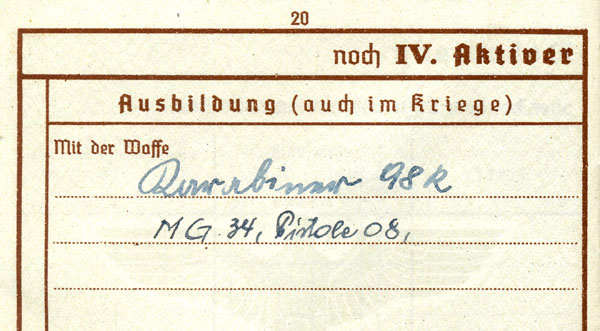 20
noch IV. Aktiver
Ausbildung (auch im Kriege)
Mit der Waffe
Karabiner 98k
MG. 34, Pistole 08,